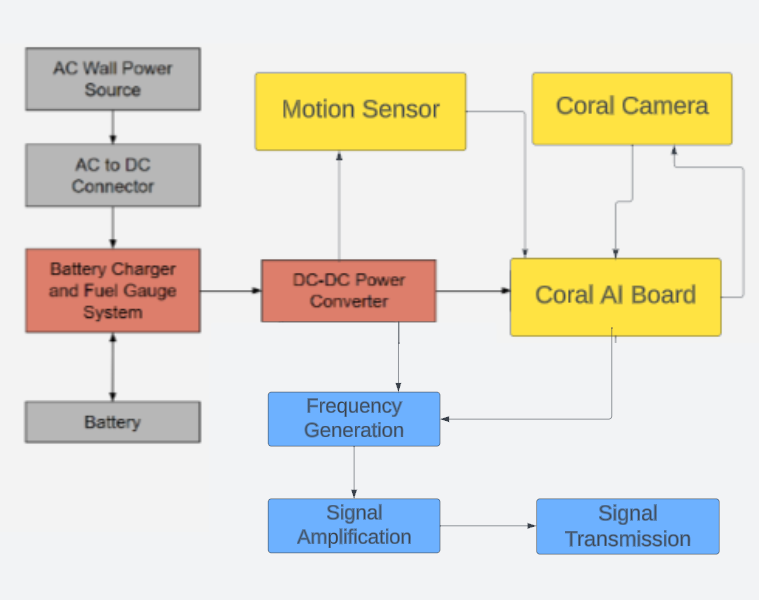 AC Wall Power
Source
Motion Sensor
Coral Camera
AC to DC
Connector
Battery Charger
and Fuel Gauge
System
DC-DC Power
Converter
Coral AI Board
Battery
Frequency
Generation
Signal
Amplification
Signal
Transmission